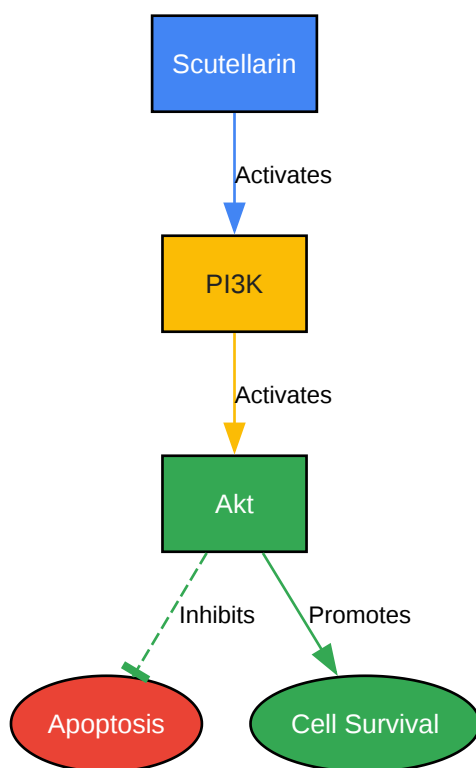 Scutellarin
Activates
PI3K
Activates
Akt
Inhibits
Promotes
Apoptosis
Cell Survival